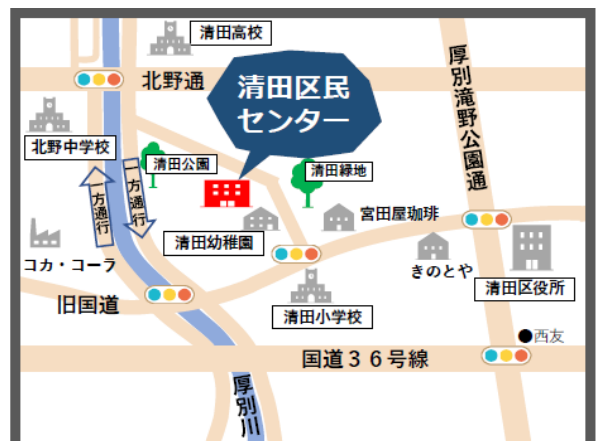 清田高校
北野通
清田区民
センター
厚別滝野公園通
北野中学校
清田公園
清田緑地
一方通行
一方通行
宮田屋珈琲
清田幼稚園
コカ・コーラ
きのとや
清田区役所
旧国道
清田小学校
●西友
国道３６号線
厚別川